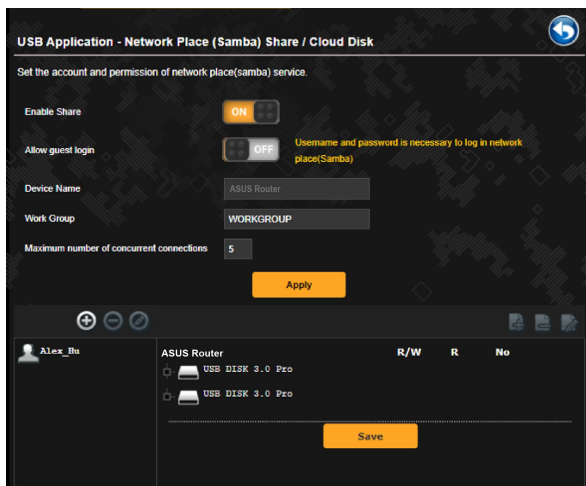 USB Application - Network Place (Samba) Share / Cloud Disk
Set the account and permission of network place(samba) service.
Enable Share
ON
Allow guest login
OFF
Username and password is necessary to log in network
place(Samba)
Device Name
ASUS Router
Work Group
WORKGROUP
Maximum number of concurrent connections
5
Apply
Alex_Hu
ASUS Router R/W R No
USB DISK 3.0 Pro
USB DISK 3.0 Pro
Save